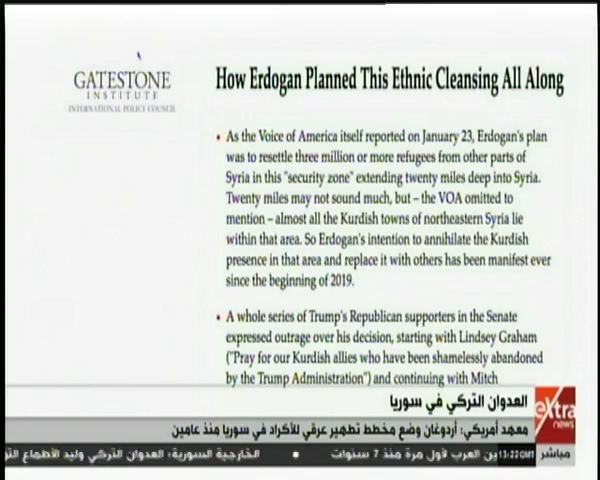 GATESTONE
INSTITUTE
INTERNATIONAL POLICY COUNCIL
How Erdogan Planned This Ethnic Cleansing All Along
• As the Voice of America itself reported on January 23, Erdogan's plan
was to resettle three million or more refugees from other parts of
Syria in this "security zone" extending twenty miles deep into Syria.
Twenty miles may not sound much, but – the VOA omitted to
mention – almost all the Kurdish towns of northeastern Syria lie
within that area. So Erdogan's intention to annihilate the Kurdish
presence in that area and replace it with others has been manifest ever
since the beginning of 2019.
• A whole series of Trump's Republican supporters in the Senate
expressed outrage over his decision, starting with Lindsey Graham
("Pray for our Kurdish allies who have been shamelessly abandoned
by the Trump Administration") and continuing with Mitch
العدوان التركي في سوريا
eXtra
news
معهد أمريكي: أردوغان وضع مخطط تطهير عرقي للأكراد في سوريا منذ عامين
مباشر
13:22GMT
ين العرب لأول مرة منذ 7 سنوات
الخارجية السورية: العدوان التركي وليد الأطماع